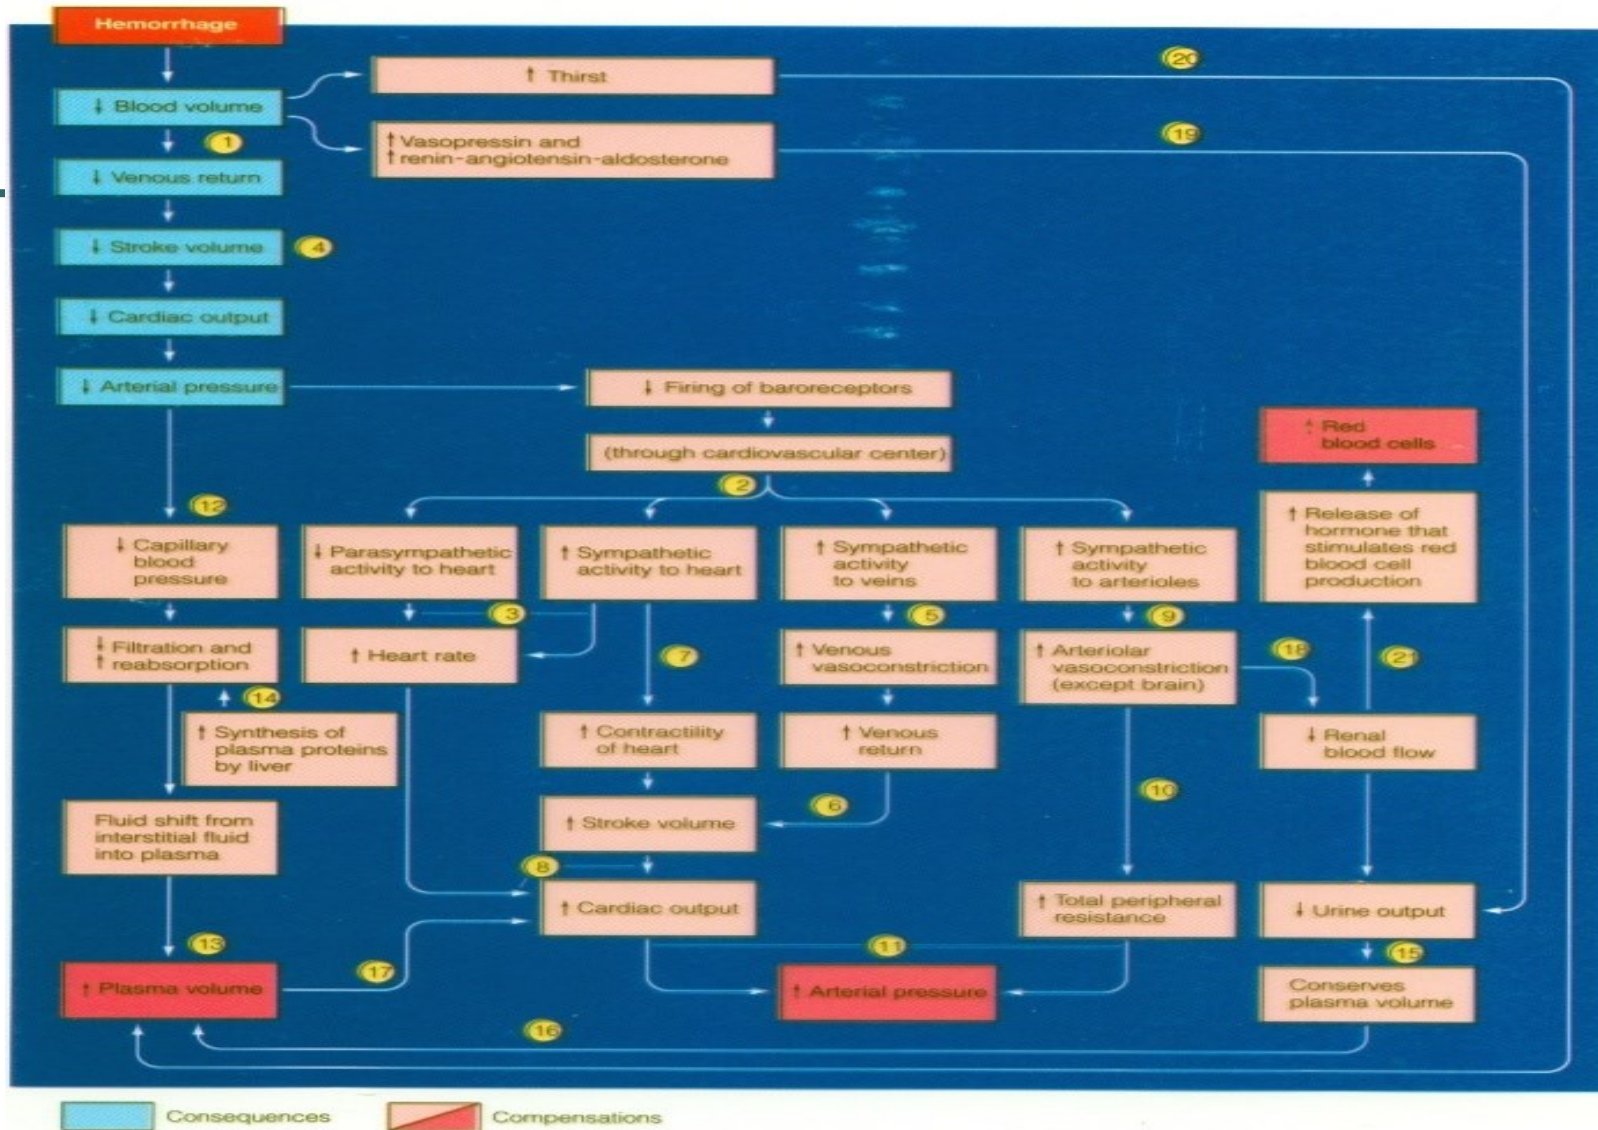 Hemorrhage
↑ Thirst
20
↓ Blood volume
↑ Vasopressin and
↑ renin-angiotensin-aldosterone
19
1
↓ Venous return
↓ Stroke volume
4
↓ Cardiac output
↓ Arterial pressure
↓ Firing of baroreceptors
(through cardiovascular center)
2
↑ Red
blood cells
12
↓ Capillary
blood
pressure
↓ Parasympathetic
activity to heart
↑ Sympathetic
activity to heart
↑ Sympathetic
activity
to veins
↑ Sympathetic
activity
to arterioles
↑ Release of
hormone that
stimulates red
blood cell
production
3
5
9
↓ Filtration and
↑ reabsorption
↑ Heart rate
7
↑ Venous
vasoconstriction
↑ Arteriolar
vasoconstriction
(except brain)
18
21
14
↑ Synthesis of
plasma proteins
by liver
↑ Contractility
of heart
↑ Venous
return
↓ Renal
blood flow
10
6
Fluid shift from
interstitial fluid
into plasma
↑ Stroke volume
8
↑ Cardiac output
↑ Total peripheral
resistance
↓ Urine output
13
17
11
15
↑ Plasma volume
↑ Arterial pressure
Conserves
plasma volume
16
Consequences
Compensations